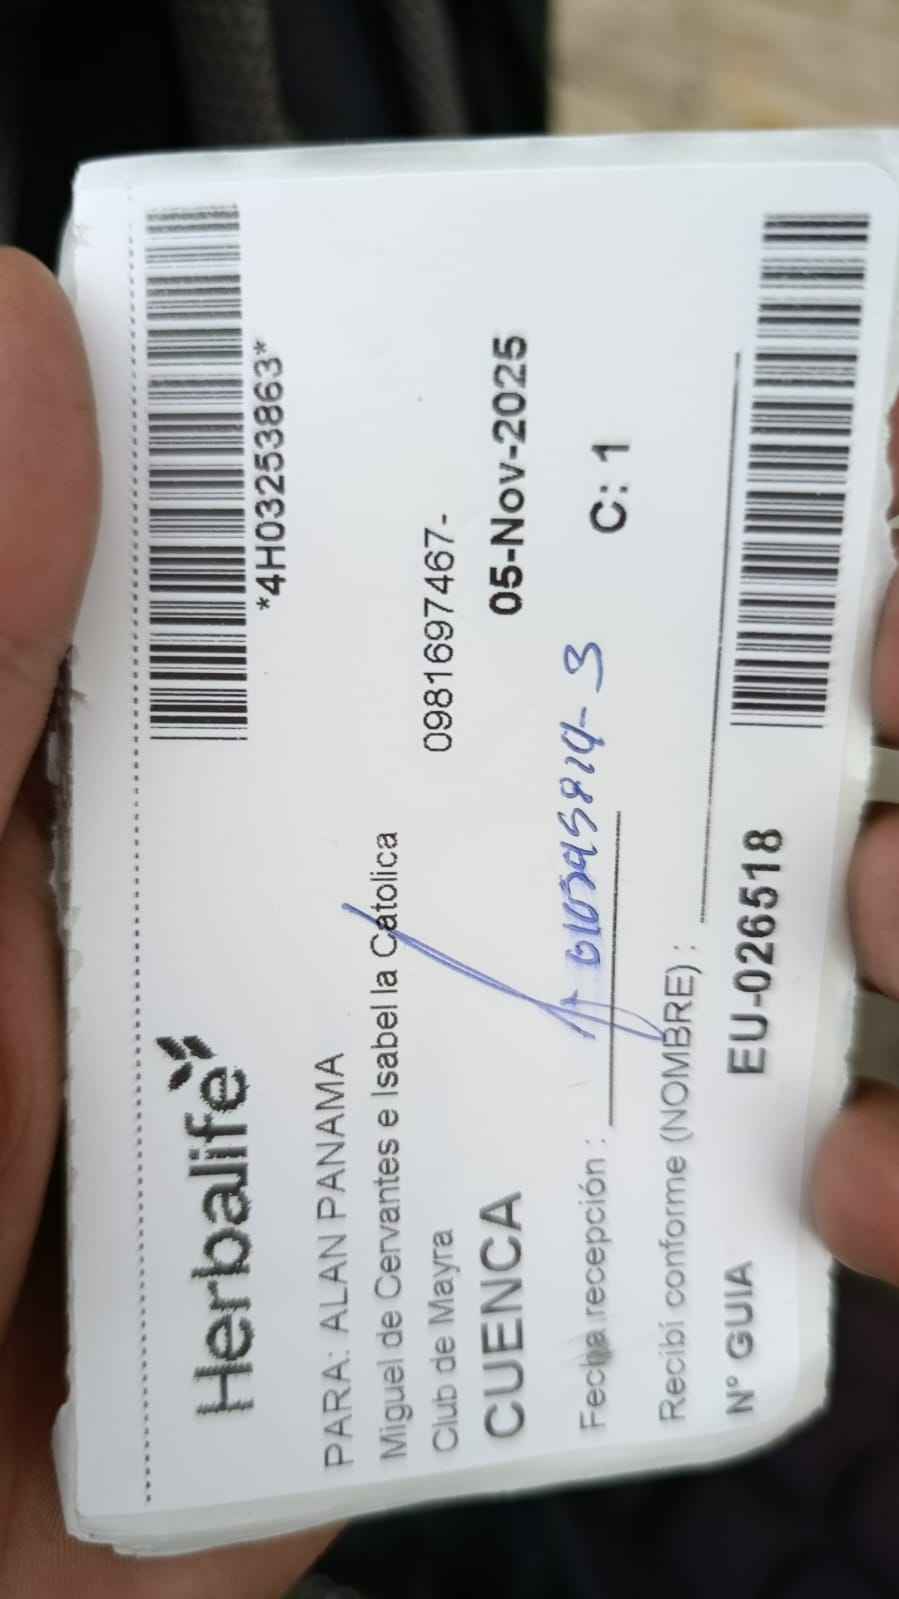 Herbalife
*4H03253863*
PARA: ALAN PANAMA
Miguel de Cervantes e Isabel la Catolica
Club de Mayra
0981697467-
CUENCA
05-Nov-2025
Fecha recepción :
C: 1
Recibí conforme (NOMBRE) :
N° GUIA
EU-026518